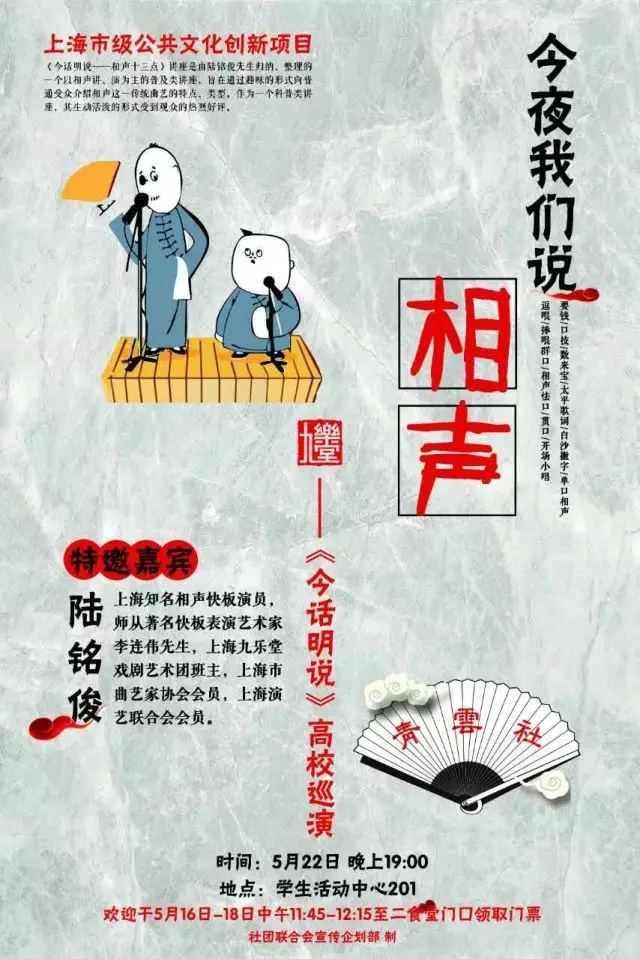 上海市级公共文化创新项目
《今话明说——相声十三点》讲座是由陆铭俊先生归纳、整理的
一个以相声讲、演为主的普及类讲座，旨在通过趣味的形式向普
通受众介绍相声这一传统曲艺的特点、类型。作为一个科普类讲
座，其生动活泼的形式受到观众的热烈好评。
今夜我们说
相声
要钱/口技/数来宝/太平歌词/白沙撒字/单口相声
逗哏/捧哏群口/相声怯口/贯口/开场小唱
九樂堂
——《今话明说》高校巡演
特邀嘉宾
陆铭俊
上海知名相声快板演员，
师从著名快板表演艺术家
李连伟先生，上海九乐堂
戏剧艺术团班主，上海市
曲艺家协会会员，上海演
艺联合会会员。
青雲社
时间：5月22日 晚上19:00
地点：学生活动中心201
欢迎于5月16日-18日中午11:45-12:15至二食堂门口领取门票
社团联合会宣传企划部 制